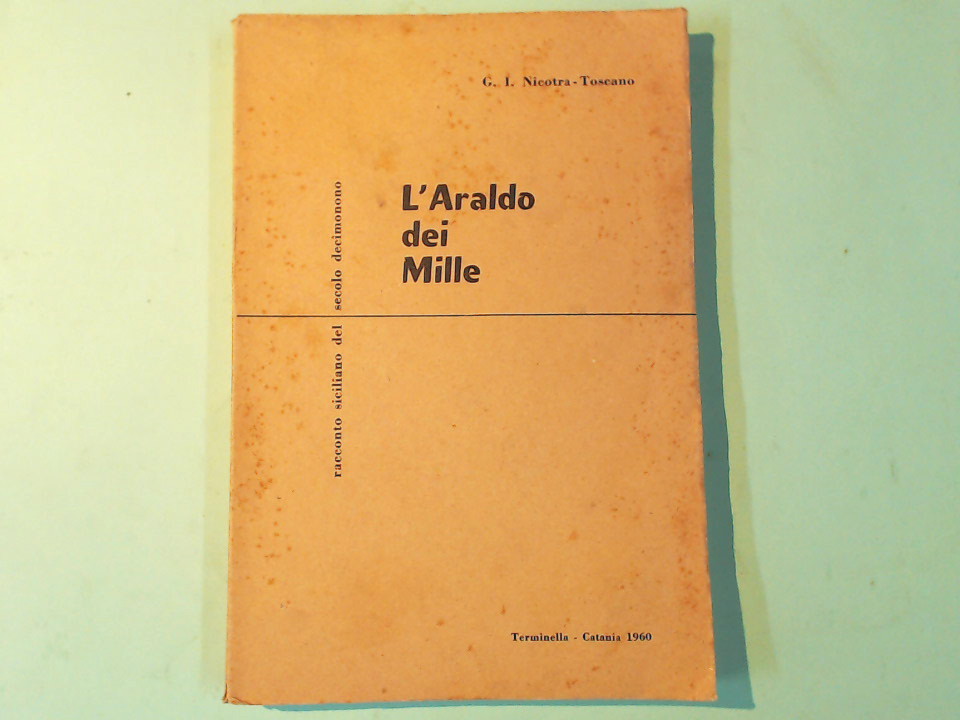 G. I. Nicotra-Toscano
L'Araldo
dei
Mille
racconto siciliano del secolo decimonono
Terminella - Catania 1960